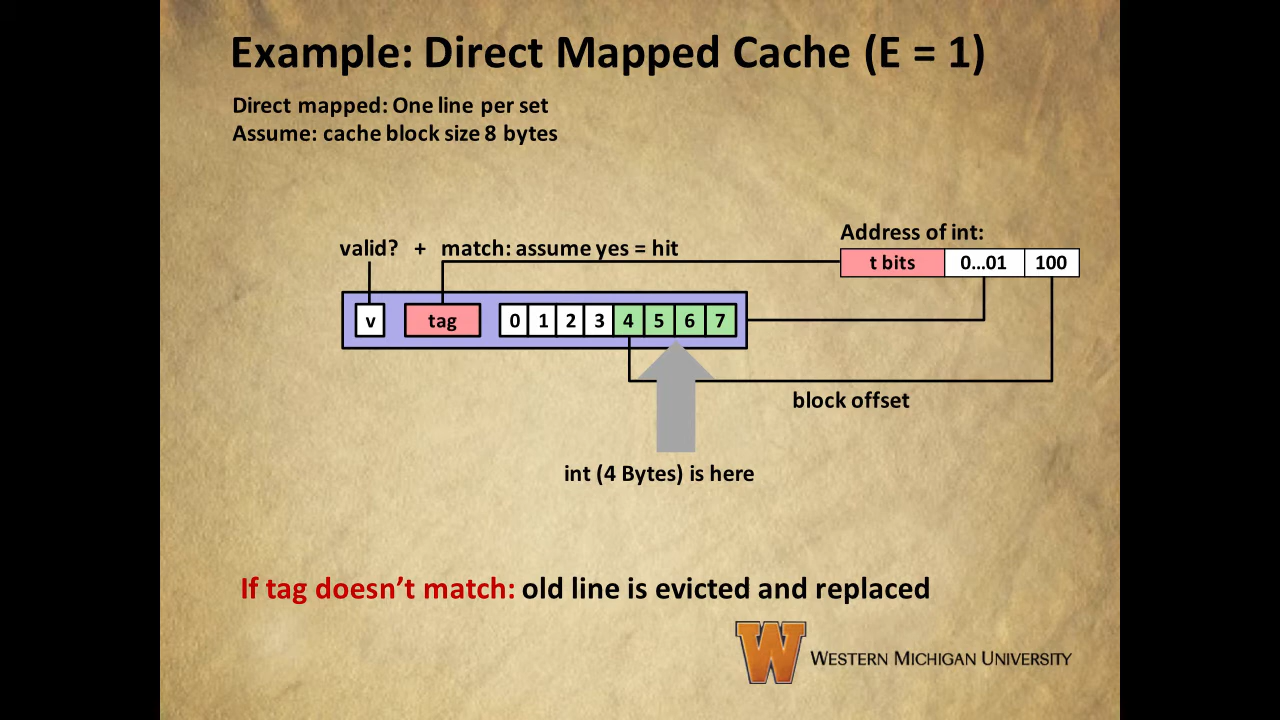 Example: Direct Mapped Cache (E = 1)
Direct mapped: One line per set
Assume: cache block size 8 bytes
Address of int:
valid? + match: assume yes = hit
t bits 0…01 100
v tag 0 1 2 3 4 5 6 7
block offset
int (4 Bytes) is here
If tag doesn’t match: old line is evicted and replaced
W WESTERN MICHIGAN UNIVERSITY